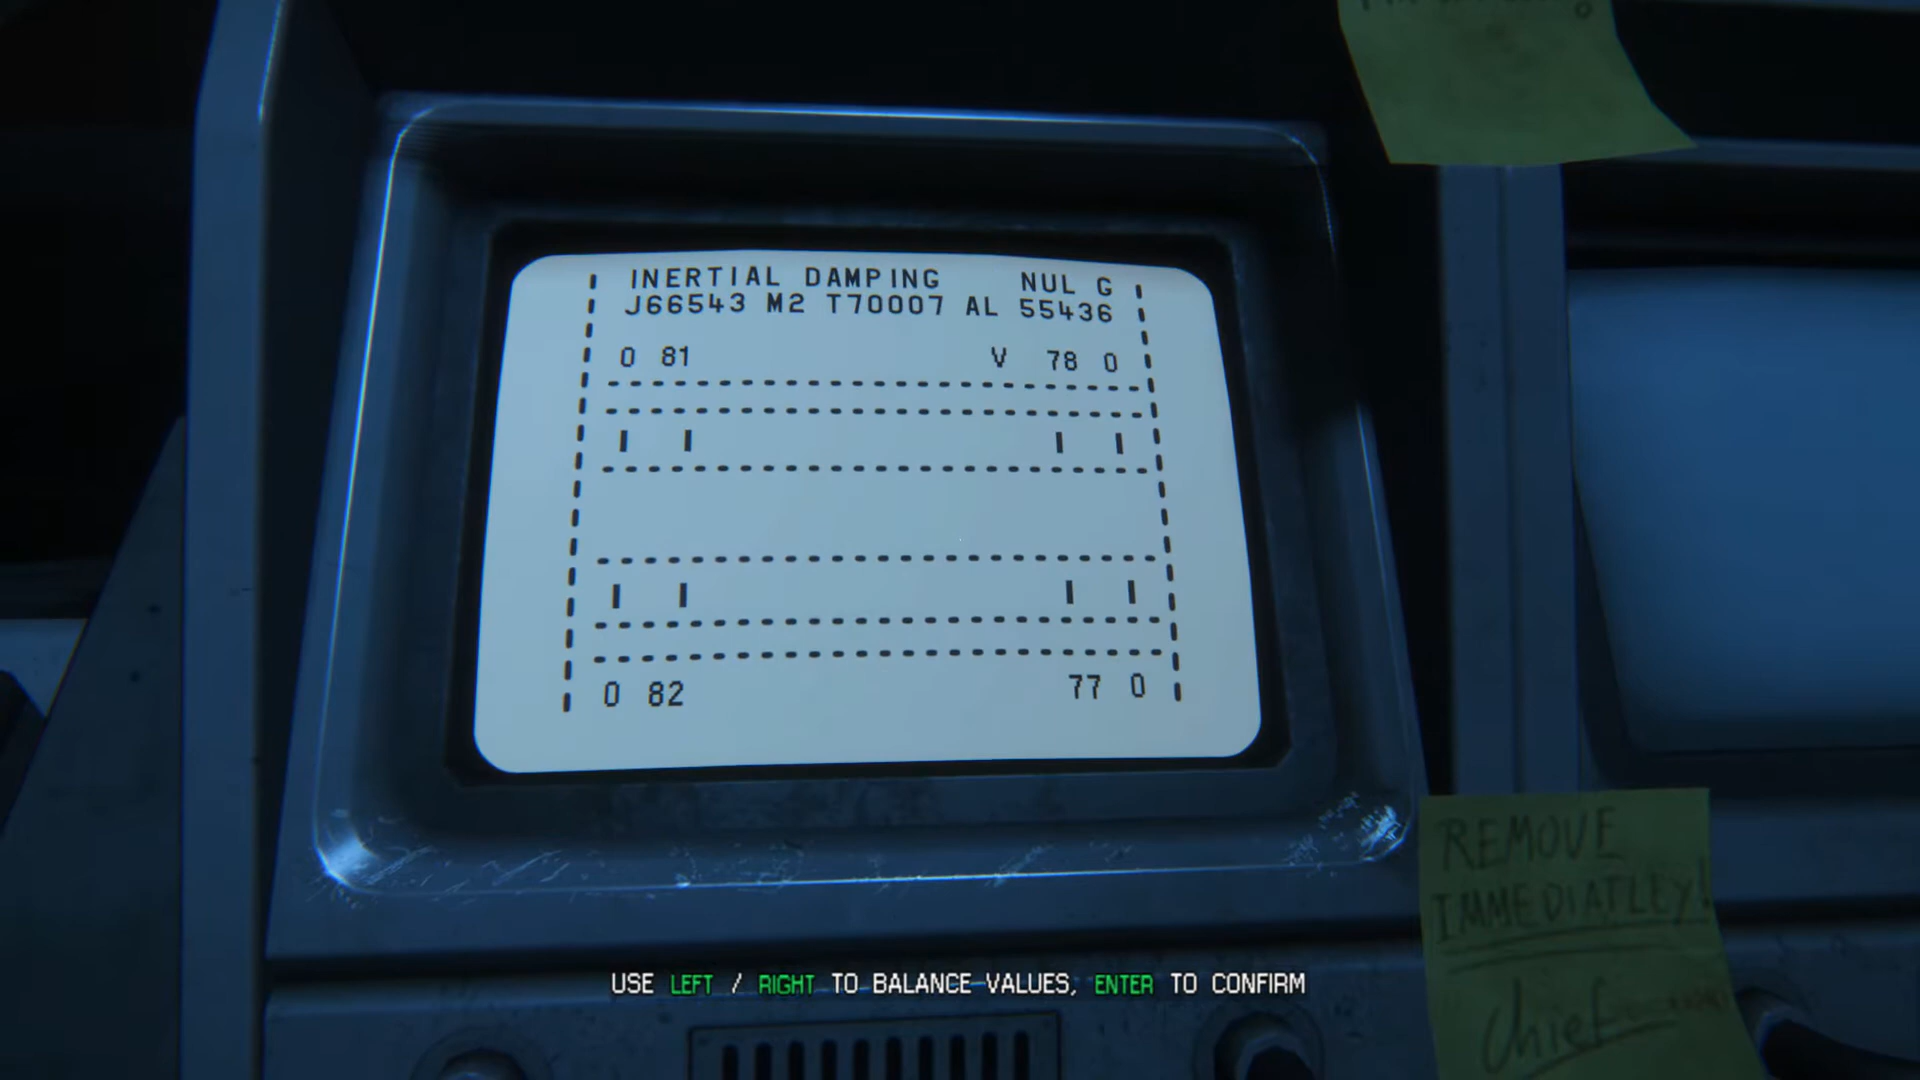 INERTIAL DAMPING NUL G
J66543 M2 T70007 AL 55436
0 81 V 78 0
0 82 77 0
REMOVE
IMMEDIATLEY!
Chief
USE LEFT / RIGHT TO BALANCE VALUES, ENTER TO CONFIRM